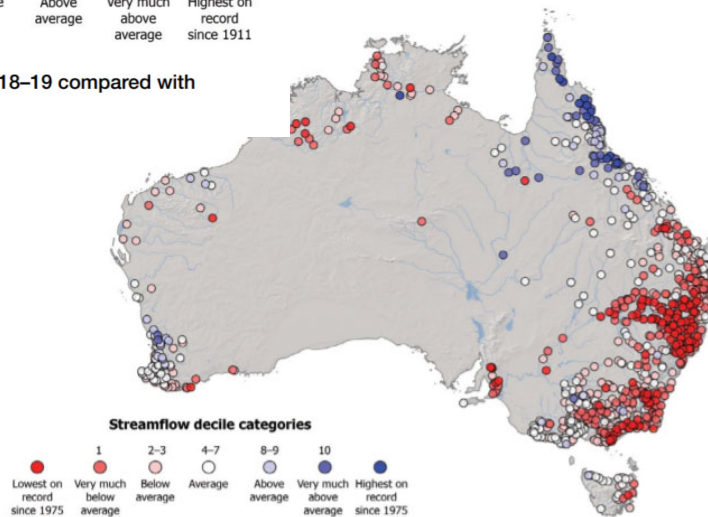 Above Very much Highest on
average above record
average since 1911
18–19 compared with
Streamflow decile categories
1 2–3 4–7 8–9 10
Lowest on Very much Below Average Above Very much Highest on
record below average average above record
since 1975 average average since 1975